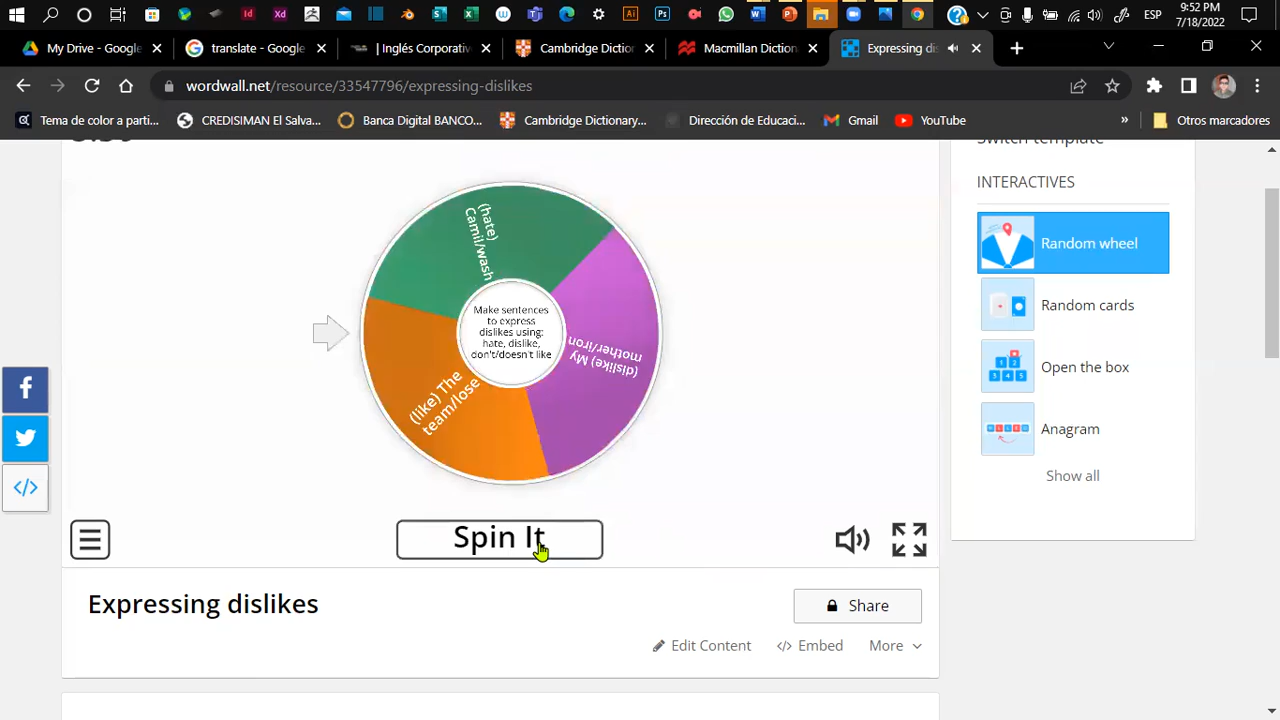 9:52 PM
ESP
7/18/2022
My Drive - Google
translate - Google
| Inglés Corporativ
Cambridge Dictio
Macmillan Diction
Expressing dis
wordwall.net/resource/33547796/expressing-dislikes
Tema de color a parti...
CREDISIMAN El Salva...
Banca Digital BANCO...
Cambridge Dictionary...
Dirección de Educaci...
Gmail
YouTube
»
Otros marcadores
Switch template
INTERACTIVES
Random wheel
Random cards
Open the box
Anagram
Show all
(hate)
Camil/wash
(dislike) My
mother/iron
(like) The
team/lose
Make sentences
to express
dislikes using:
hate, dislike,
don't/doesn't like
Spin It
Expressing dislikes
Share
Edit Content
</> Embed
More